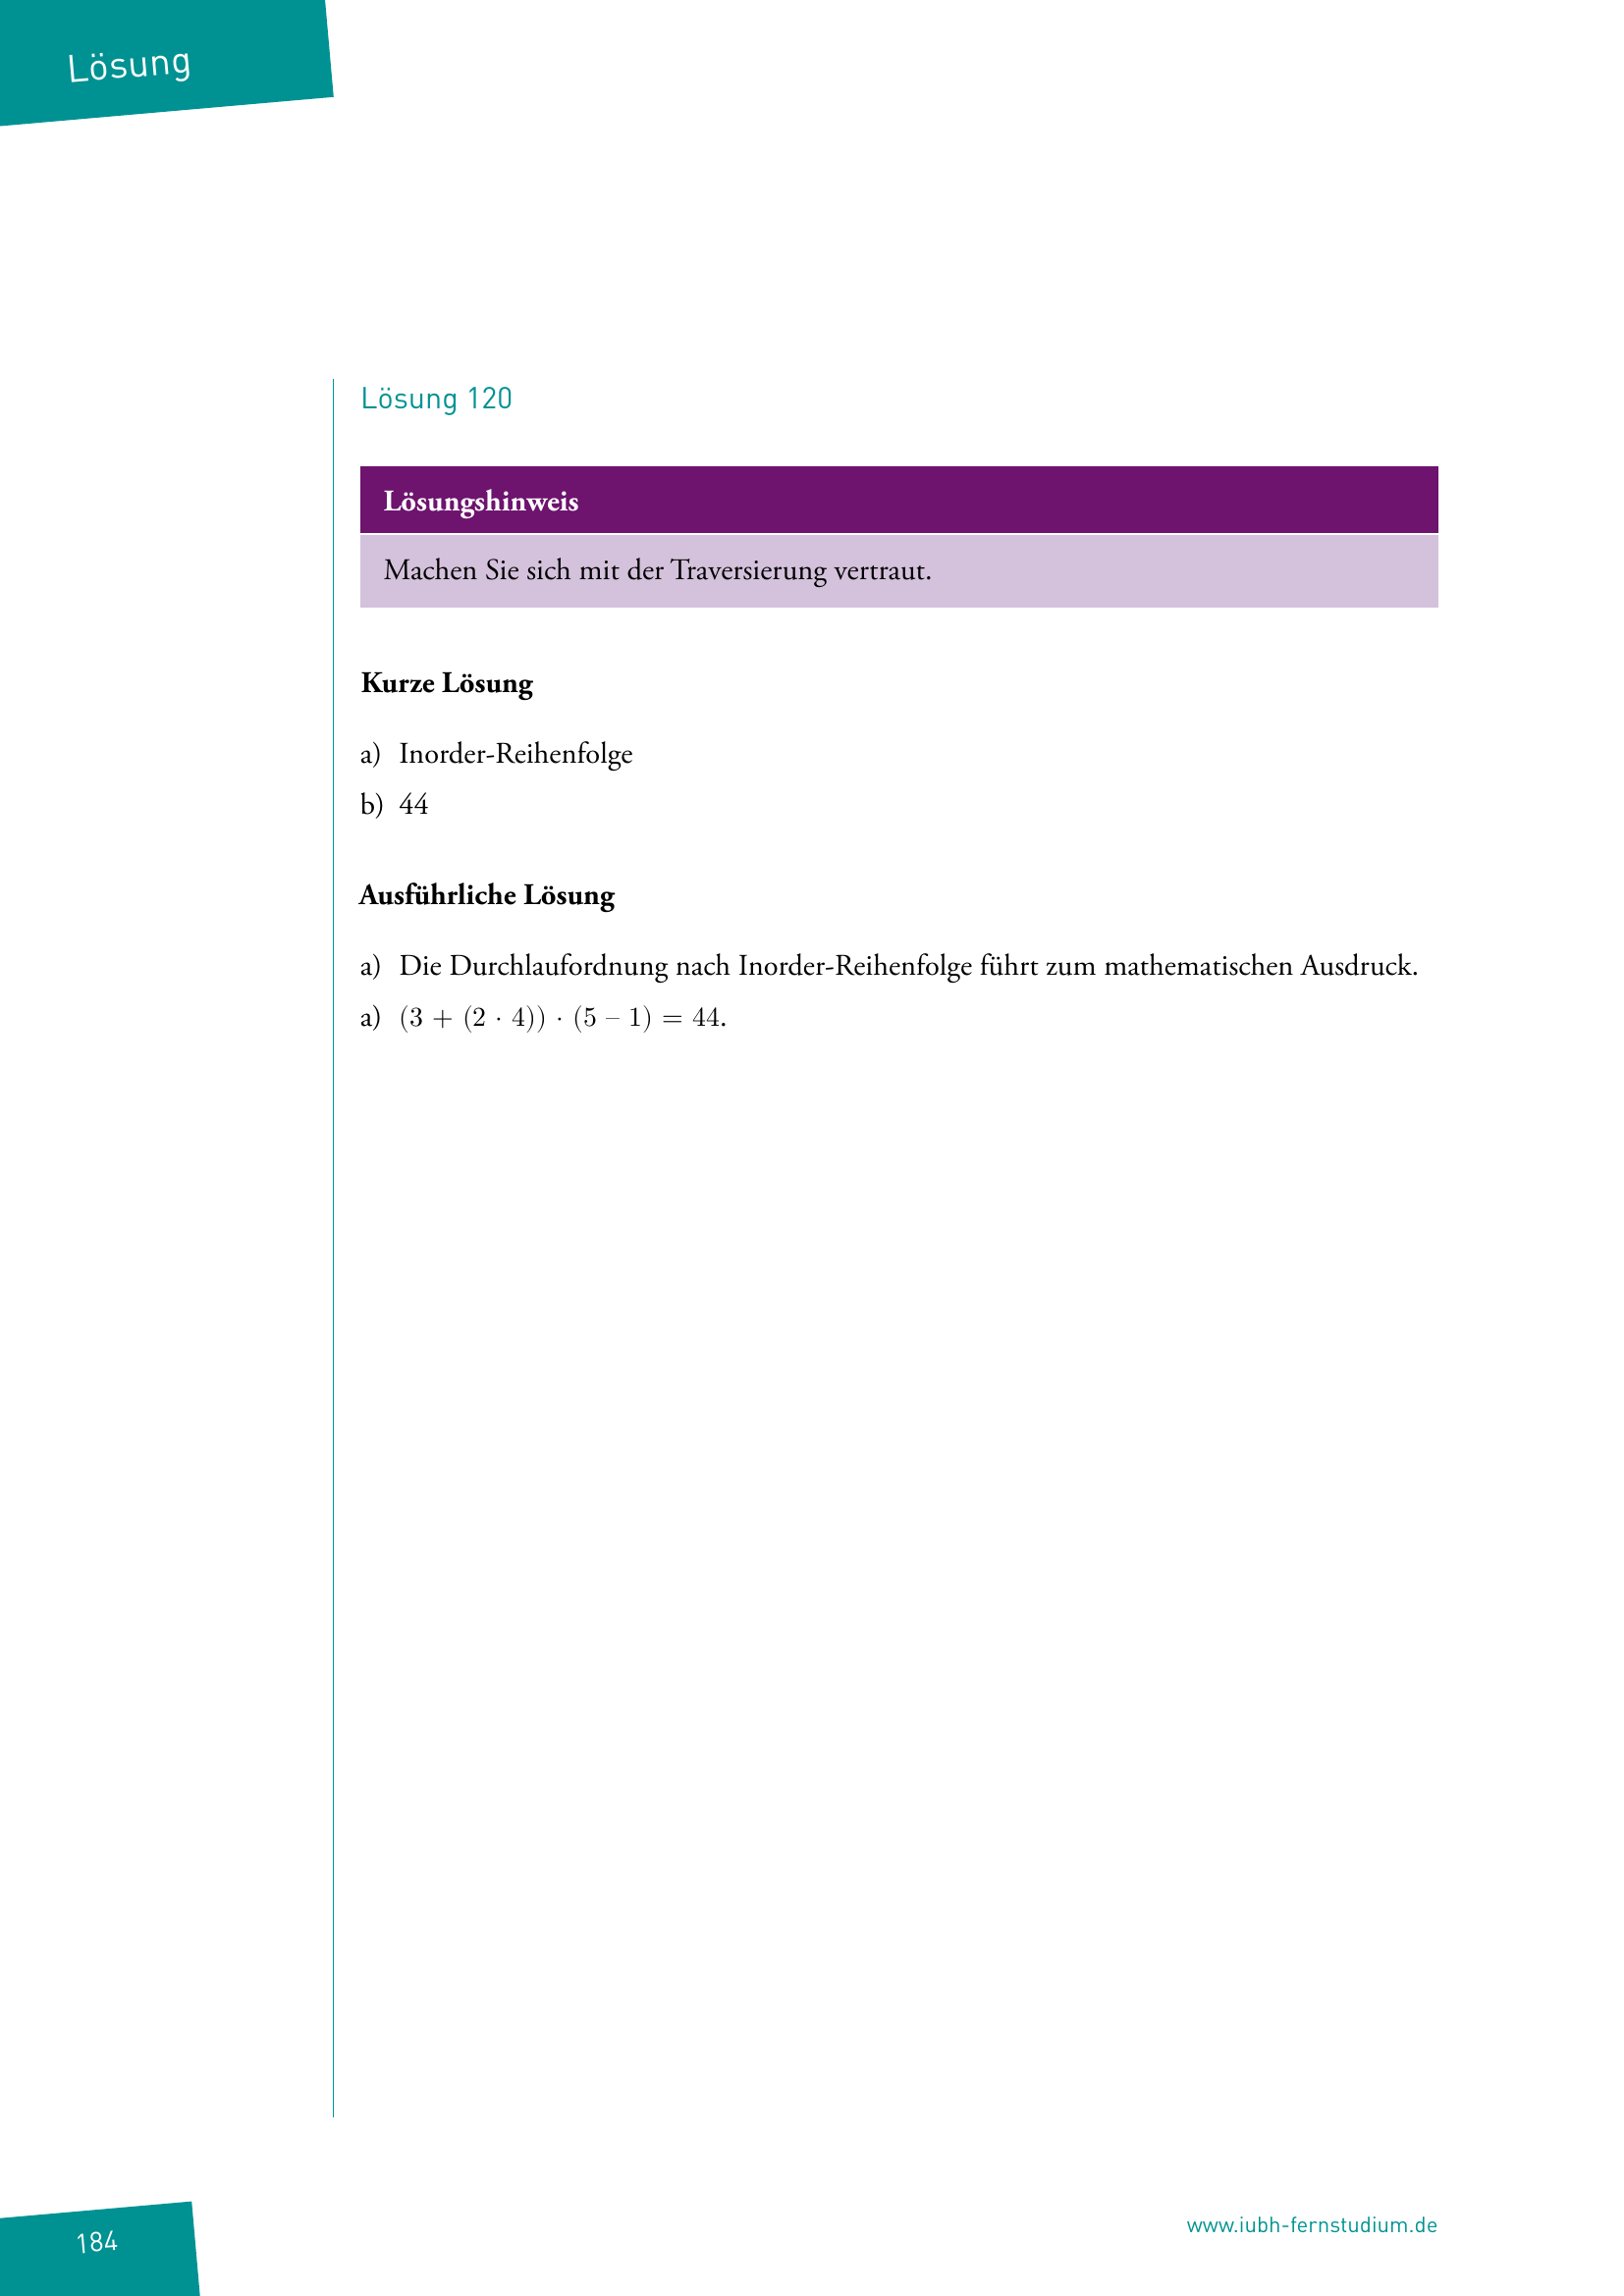 Lösung
Lösung 120
Lösungshinweis
Machen Sie sich mit der Traversierung vertraut.
Kurze Lösung
a) Inorder-Reihenfolge
b) 44
Ausführliche Lösung
a) Die Durchlaufordnung nach Inorder-Reihenfolge führt zum mathematischen Ausdruck.
a) (3 + (2 · 4)) · (5 – 1) = 44.
184
www.iubh-fernstudium.de